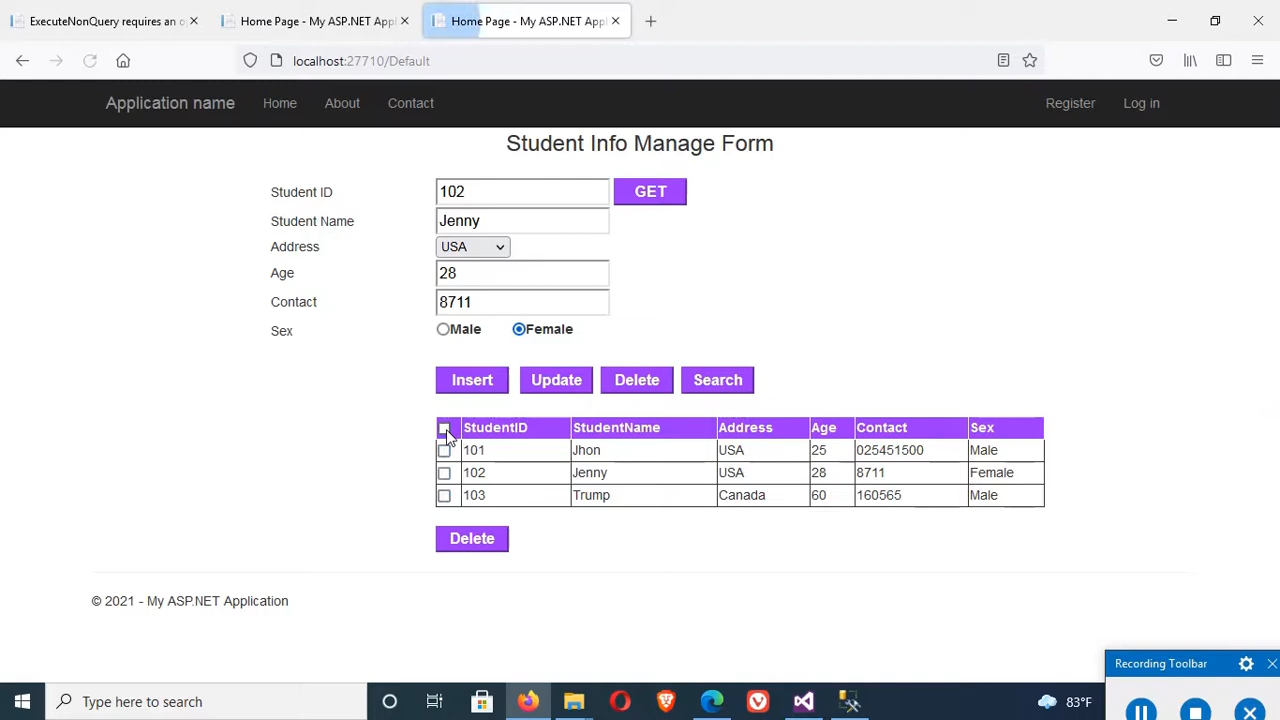 ExecuteNonQuery requires an o
Home Page - My ASP.NET Appl
Home Page - My ASP.NET Appl
localhost:27710/Default
Application name Home About Contact Register Log in
Student Info Manage Form
Student ID 102 GET
Student Name Jenny
Address USA
Age 28
Contact 8711
Sex Male Female
Insert Update Delete Search
StudentID StudentName Address Age Contact Sex
101 Jhon USA 25 025451500 Male
102 Jenny USA 28 8711 Female
103 Trump Canada 60 160565 Male
Delete
© 2021 - My ASP.NET Application
Recording Toolbar
Type here to search 83°F